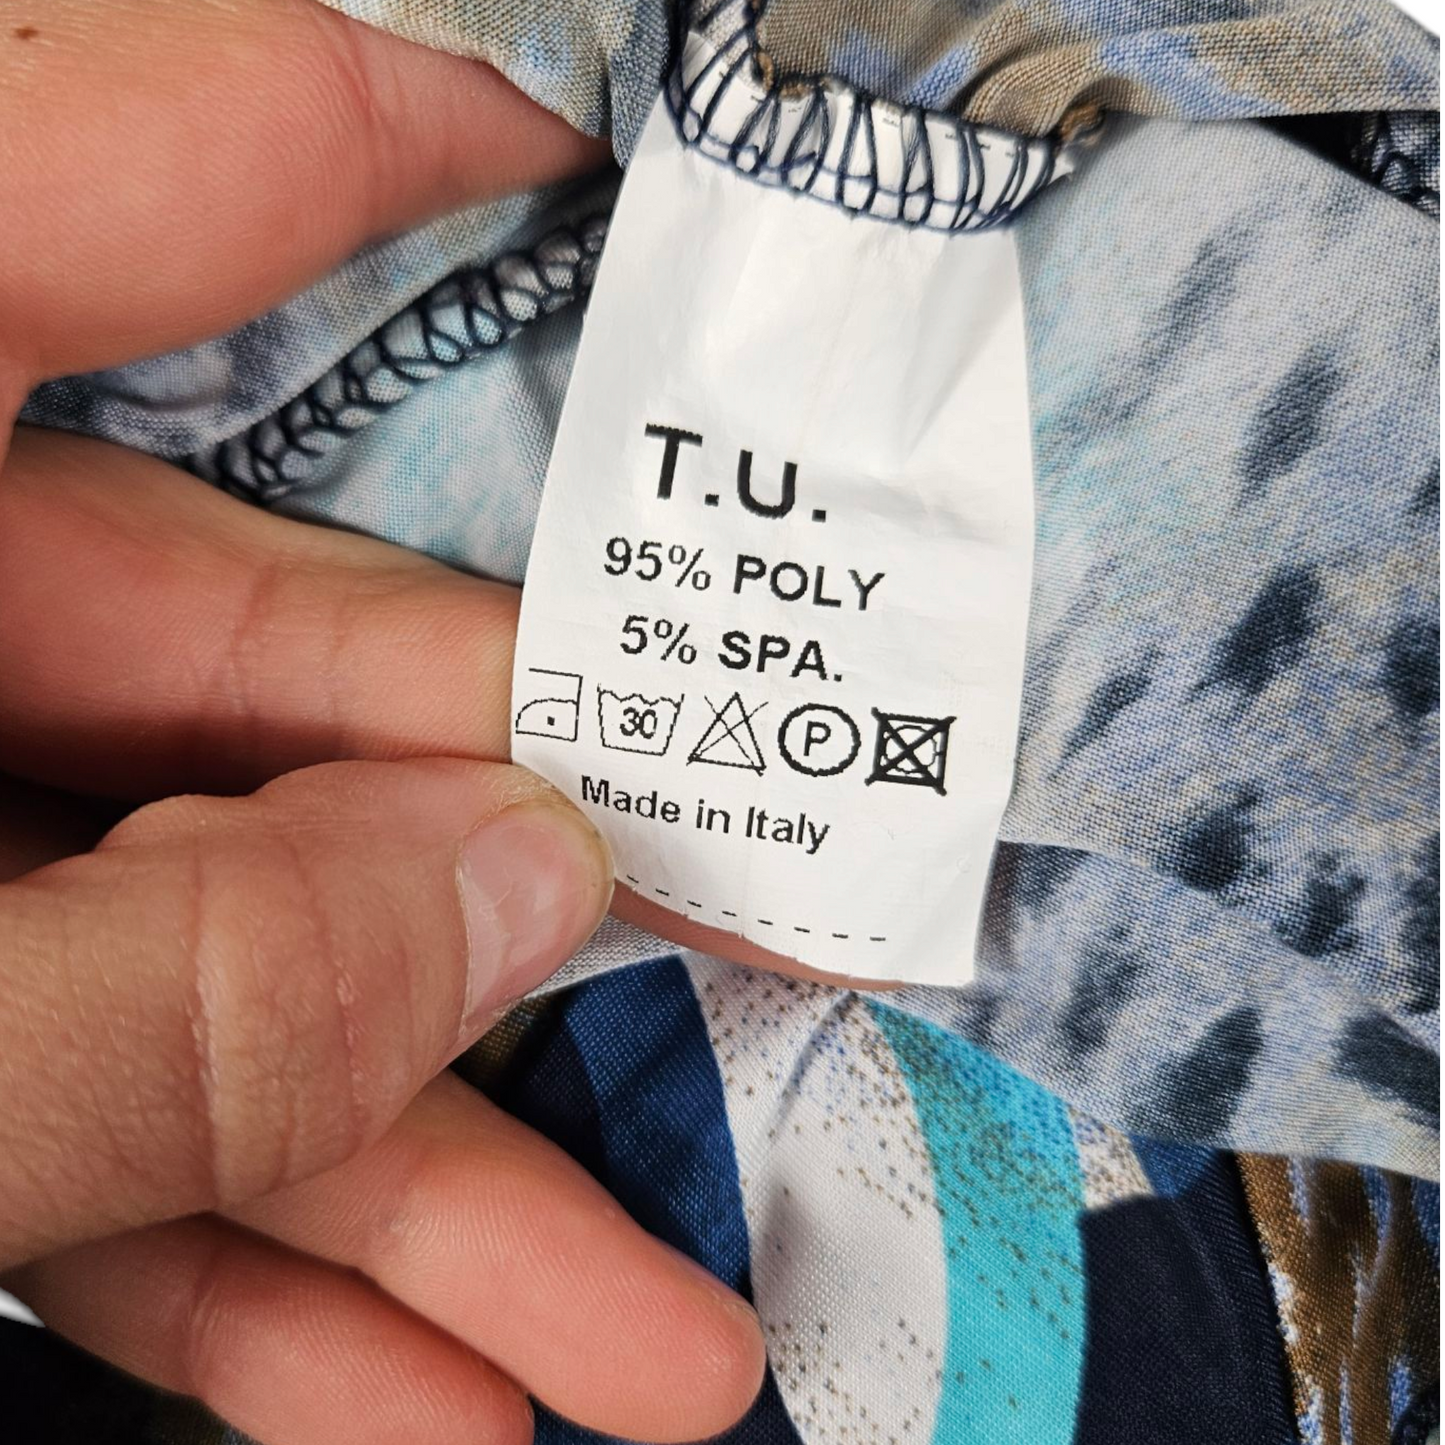 T.U.
95% POLY
5% SPA.
30 P
Made in Italy